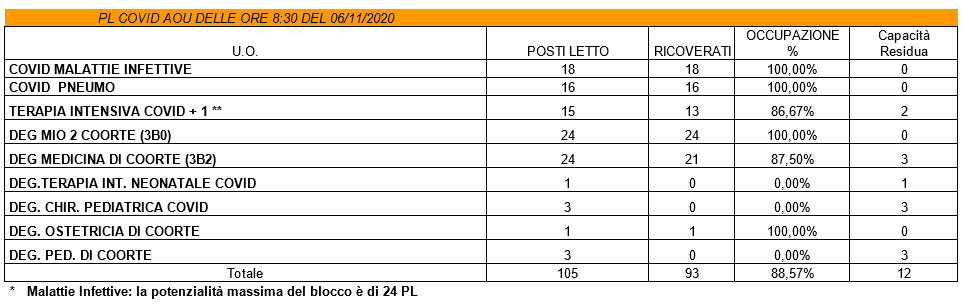 PL COVID AOU DELLE ORE 8:30 DEL 06/11/2020
U.O. POSTI LETTO RICOVERATI OCCUPAZIONE % Capacità Residua
COVID MALATTIE INFETTIVE 18 18 100,00% 0
COVID PNEUMO 16 16 100,00% 0
TERAPIA INTENSIVA COVID + 1 ** 15 13 86,67% 2
DEG MIO 2 COORTE (3B0) 24 24 100,00% 0
DEG MEDICINA DI COORTE (3B2) 24 21 87,50% 3
DEG.TERAPIA INT. NEONATALE COVID 1 0 0,00% 1
DEG. CHIR. PEDIATRICA COVID 3 0 0,00% 3
DEG. OSTETRICIA DI COORTE 1 1 100,00% 0
DEG. PED. DI COORTE 3 0 0,00% 3
Totale 105 93 88,57% 12
* Malattie Infettive: la potenzialità massima del blocco è di 24 PL